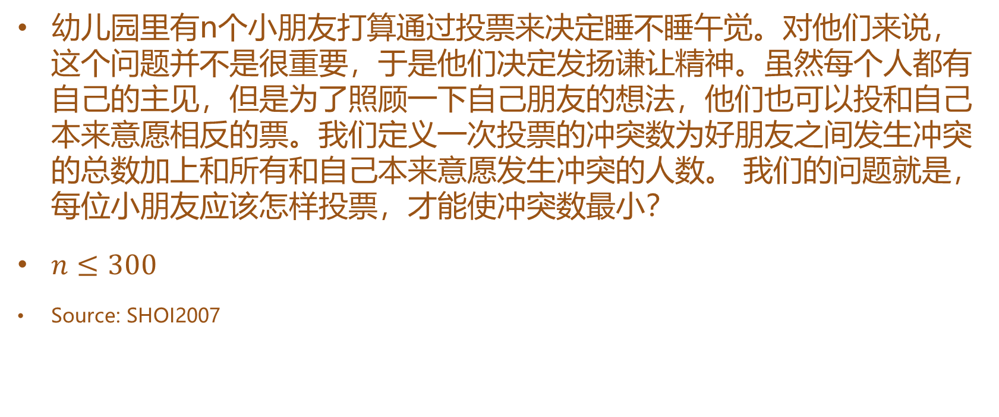 • 幼儿园里有n个小朋友打算通过投票来决定睡不睡午觉。对他们来说，
这个问题并不是很重要，于是他们决定发扬谦让精神。虽然每个人都有
自己的主见，但是为了照顾一下自己朋友的想法，他们也可以投和自己
本来意愿相反的票。我们定义一次投票的冲突数为好朋友之间发生冲突
的总数加上和所有和自己本来意愿发生冲突的人数。 我们的问题就是，
每位小朋友应该怎样投票，才能使冲突数最小？
• n ≤ 300
• Source: SHOI2007